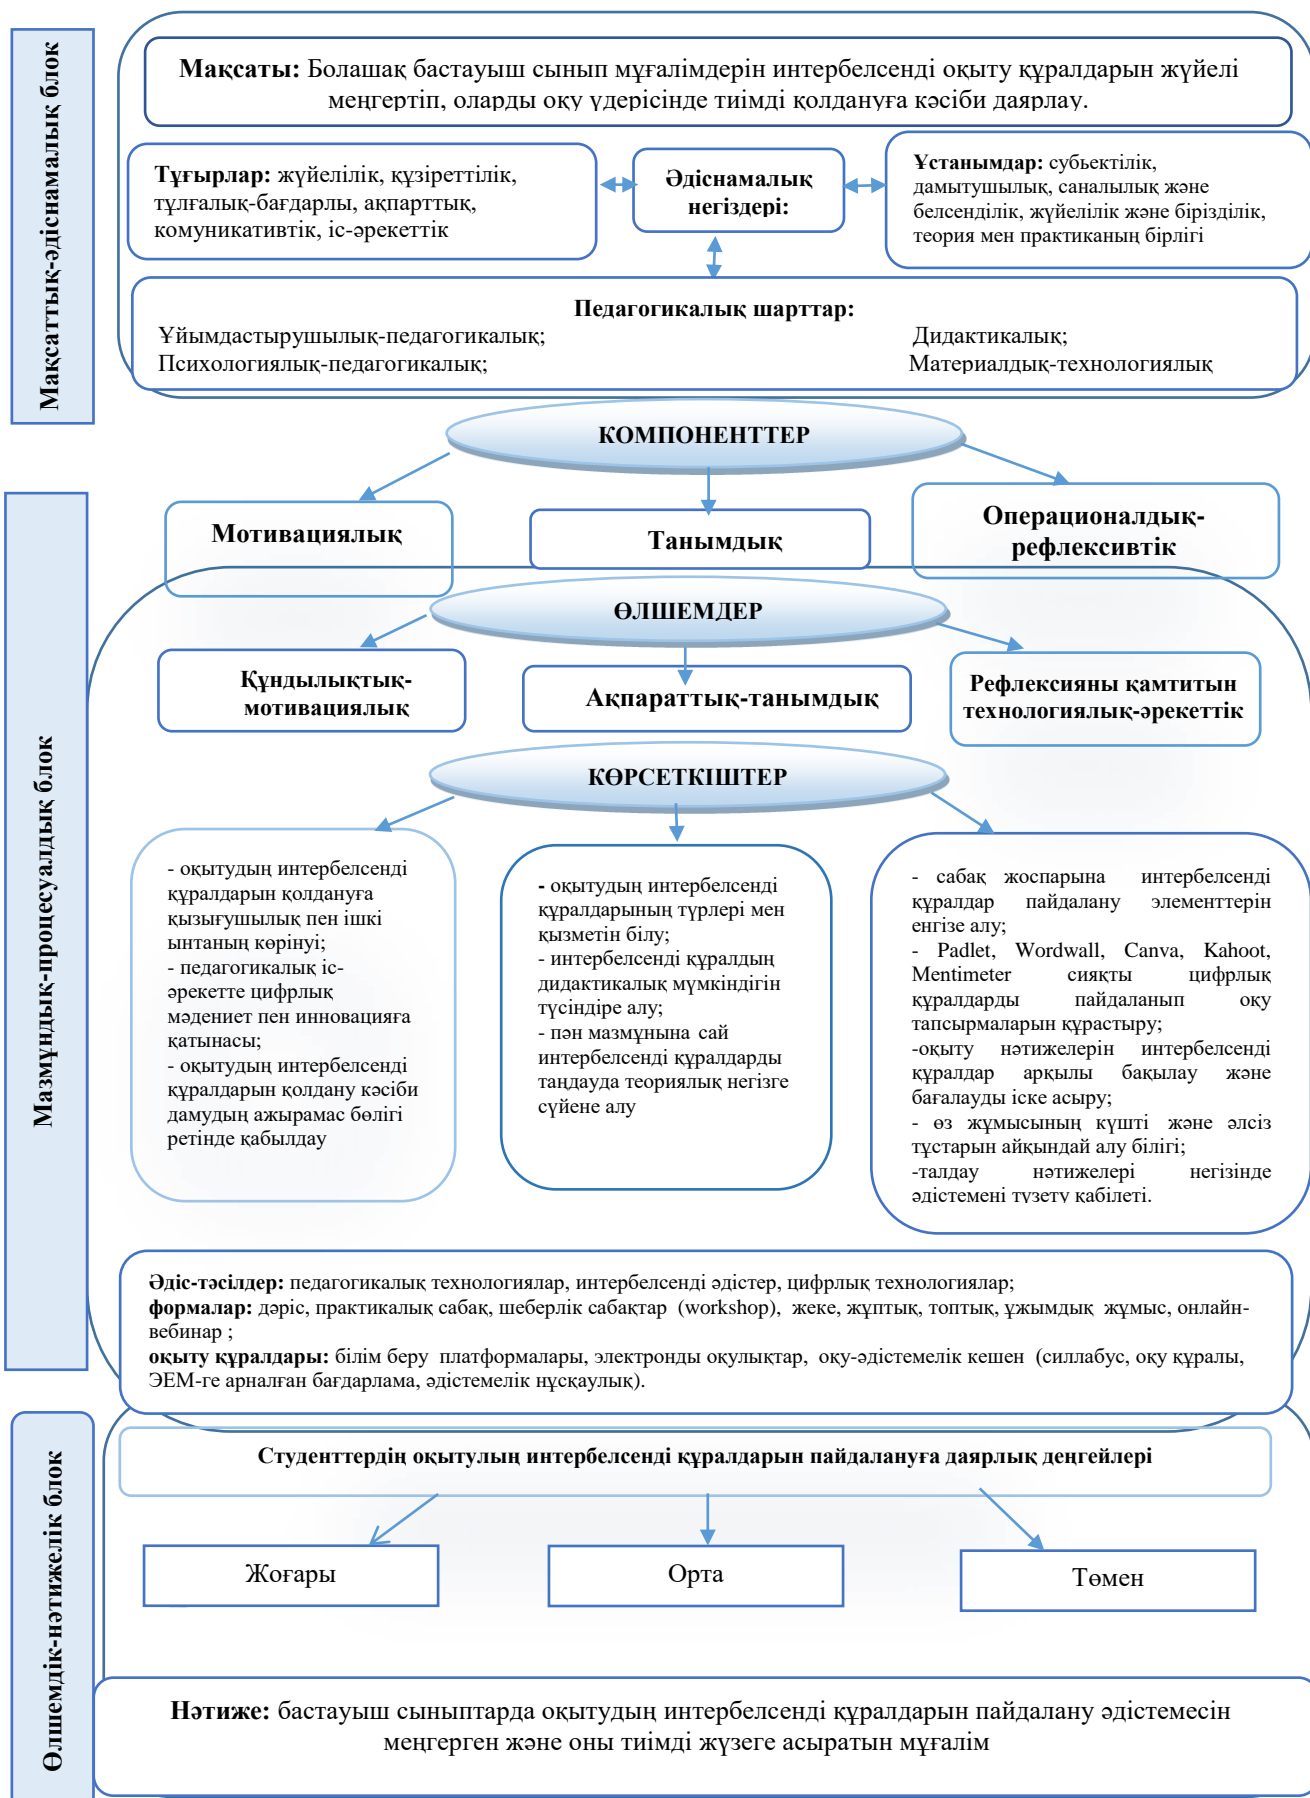 Мақсаттық-әдіснамалық блок
Мақсаты: Болашақ бастауыш сынып мұғалімдерін интербелсенді оқыту құралдарын жүйелі
меңгертіп, оларды оқу үдерісінде тиімді қолдануға кәсіби даярлау.
Тұғырлар: жүйелілік, құзіреттілік,
тұлғалық-бағдарлы, ақпарттық,
комуникативтік, іс-әрекеттік
Әдіснамалық
негіздері:
Ұстанымдар: субьектілік,
дамытушылық, саналылық және
белсенділік, жүйелілік және бірізділік,
теория мен практиканың бірлігі
Педагогикалық шарттар:
Ұйымдастырушылық-педагогикалық; Дидактикалық;
Психологиялық-педагогикалық; Материалдық-технологиялық
Мазмұндық-процесуалдық блок
КОМПОНЕНТТЕР
Мотивациялық
Танымдық
Операционалдық-
рефлексивтік
ӨЛШЕМДЕР
Құндылықтық-
мотивациялық
Ақпараттық-танымдық
Рефлексияны қамтитын
технологиялық-әрекеттік
КӨРСЕТКІШТЕР
- оқытудың интербелсенді
құралдарын қолдануға
қызығушылық пен ішкі
ынтаның көрінуі;
- педагогикалық іс-
әрекетте цифрлық
мәдениет пен инновацияға
қатынасы;
- оқытудың интербелсенді
құралдарын қолдану кәсіби
дамудың ажырамас бөлігі
ретінде қабылдау
- оқытудың интербелсенді
құралдарының түрлері мен
қызметін білу;
- интербелсенді құралдың
дидактикалық мүмкіндігін
түсіндіре алу;
- пән мазмұнына сай
интербелсенді құралдарды
таңдауда теориялық негізге
сүйене алу
- сабақ жоспарына интербелсенді
құралдар пайдалану элементтерін
енгізе алу;
- Padlet, Wordwall, Canva, Kahoot,
Mentimeter сияқты цифрлық
құралдарды пайдаланып оқу
тапсырмаларын құрастыру;
-оқыту нәтижелерін интербелсенді
құралдар арқылы бақылау және
бағалауды іске асыру;
- өз жұмысының күшті және әлсіз
тұстарын айқындай алу білігі;
-талдау нәтижелері негізінде
әдістемені түзету қабілеті.
Әдіс-тәсілдер: педагогикалық технологиялар, интербелсенді әдістер, цифрлық технологиялар;
формалар: дәріс, практикалық сабақ, шеберлік сабақтар (workshop), жеке, жұптық, топтық, ұжымдық жұмыс, онлайн-
вебинар ;
оқыту құралдары: білім беру платформалары, электронды оқулықтар, оқу-әдістемелік кешен (силлабус, оқу құралы,
ЭЕМ-ге арналған бағдарлама, әдістемелік нұсқаулық).
Өлшемдік-нәтижелік блок
Студенттердің оқытулың интербелсенді құралдарын пайдалануға даярлық деңгейлері
Жоғары
Орта
Төмен
Нәтиже: бастауыш сыныптарда оқытудың интербелсенді құралдарын пайдалану әдістемесін
меңгерген және оны тиімді жүзеге асыратын мұғалім